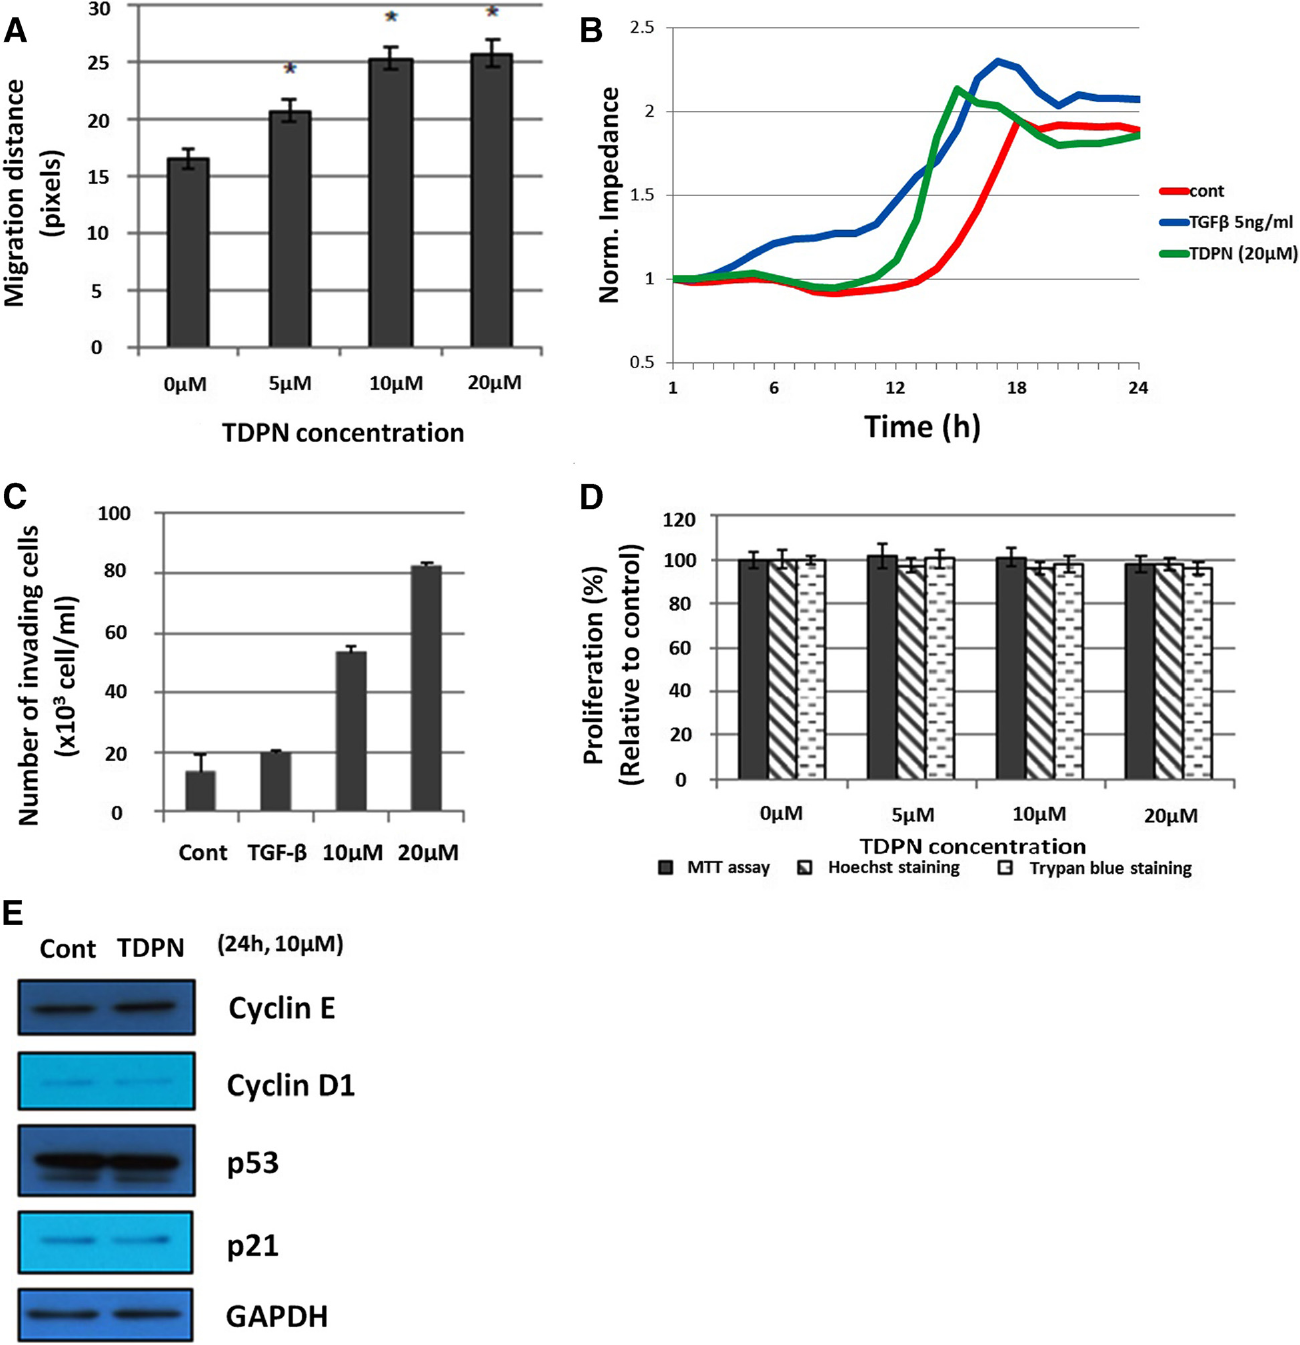 A
30
25
20
15
10
5
0
Migration distance
(pixels)
* * *
0µM 5µM 10µM 20µM
TDPN concentration
B
2.5
2
1.5
1
0.5
Norm. Impedance
1 6 12 18 24
Time (h)
cont
TGFβ 5ng/ml
TDPN (20µM)
C
100
80
60
40
20
0
Number of invading cells
(x10³ cell/ml)
Cont TGF-β 10µM 20µM
D
120
100
80
60
40
20
0
Proliferation (%)
(Relative to control)
0µM 5µM 10µM 20µM
TDPN concentration
MTT assay Hoechst staining Trypan blue staining
E
Cont TDPN (24h, 10µM)
Cyclin E
Cyclin D1
p53
p21
GAPDH